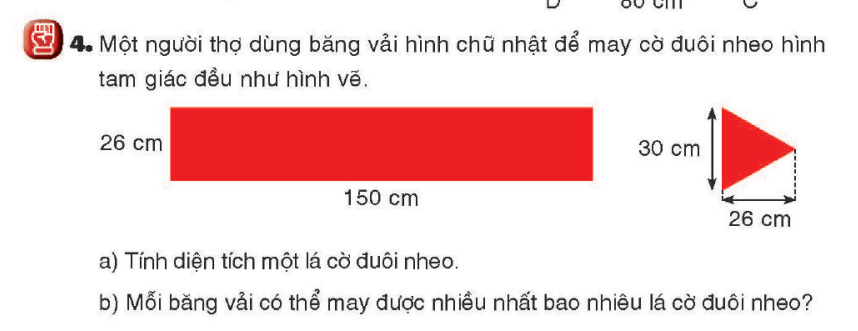 D 80 cm C
4. Một người thợ dùng băng vải hình chữ nhật để may cờ đuôi nheo hình
tam giác đều như hình vẽ.
26 cm
150 cm
30 cm
26 cm
a) Tính diện tích một lá cờ đuôi nheo.
b) Mỗi băng vải có thể may được nhiều nhất bao nhiêu lá cờ đuôi nheo?